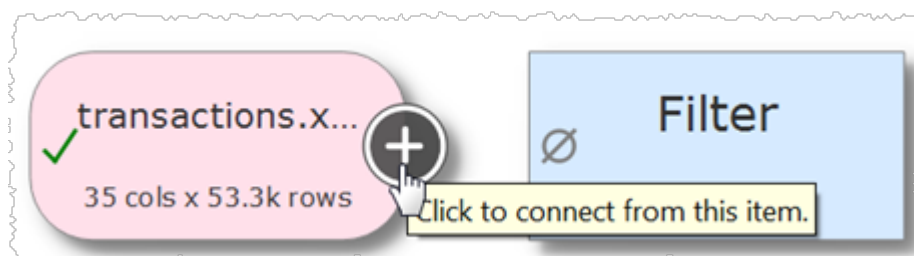 transactions.x...
35 cols x 53.3k rows
Filter
Click to connect from this item.